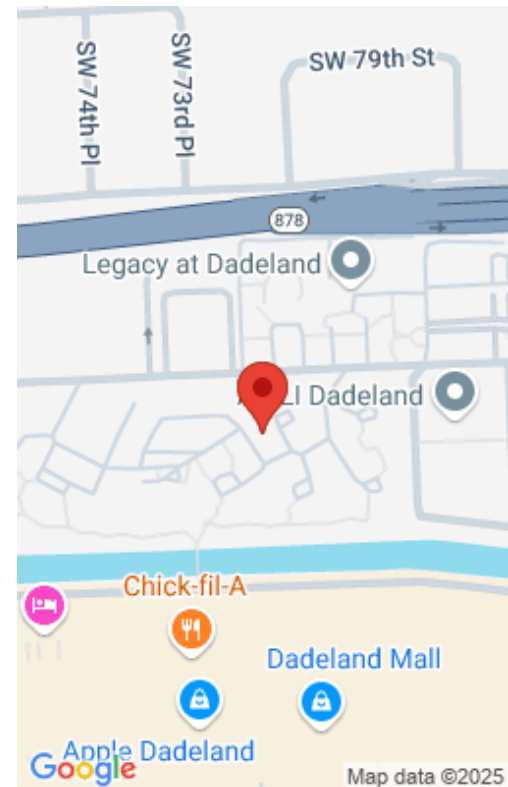 SW 74th Pl
SW 73rd Pl
SW 79th St
878
Legacy at Dadeland
LI Dadeland
Chick-fil-A
Dadeland Mall
Apple Dadeland
Google
Map data ©2025